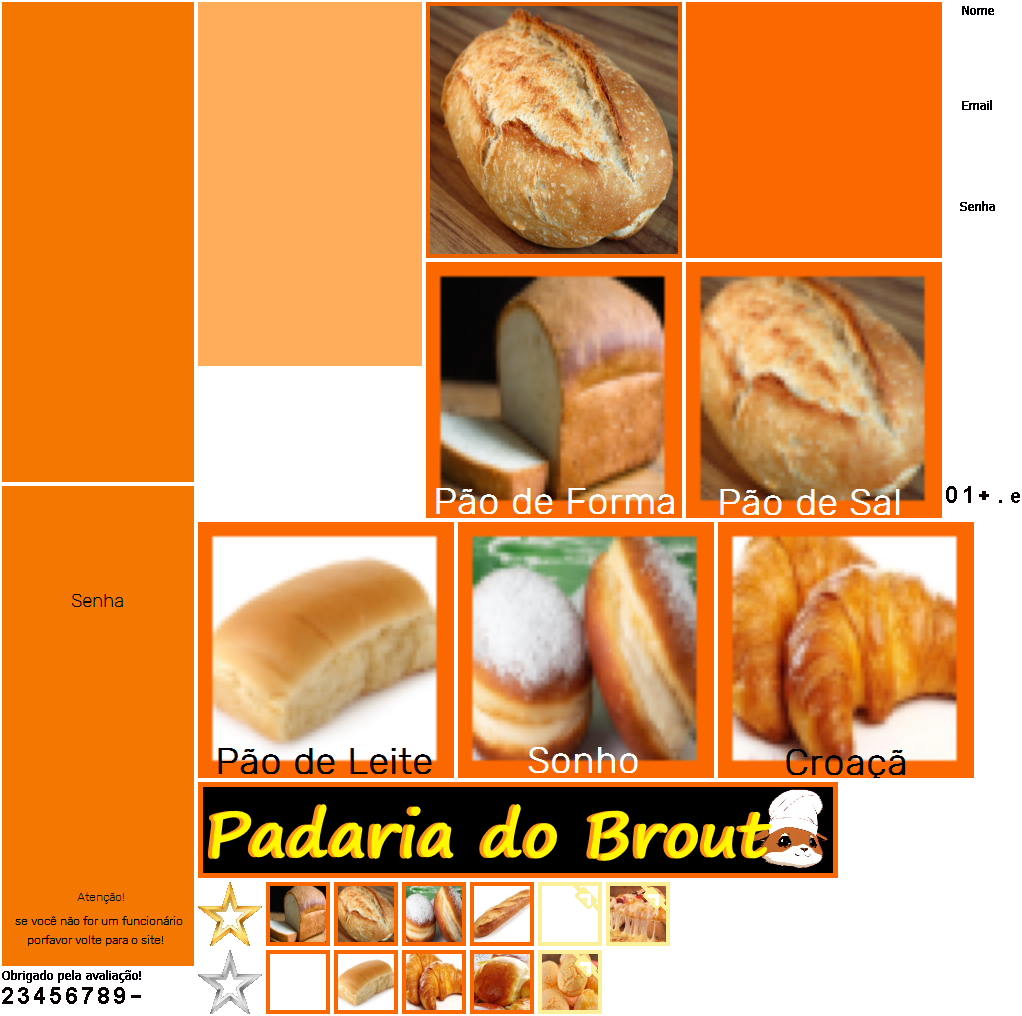 Nome
Email
Senha
Pão de Forma
Pão de Sal
01+.e
Senha
Pão de Leite
Sonho
Croaçã
Padaria do Brout
Atenção!
se você não for um funcionário
porfavor volte para o site!
Obrigado pela avaliação!
23456789-